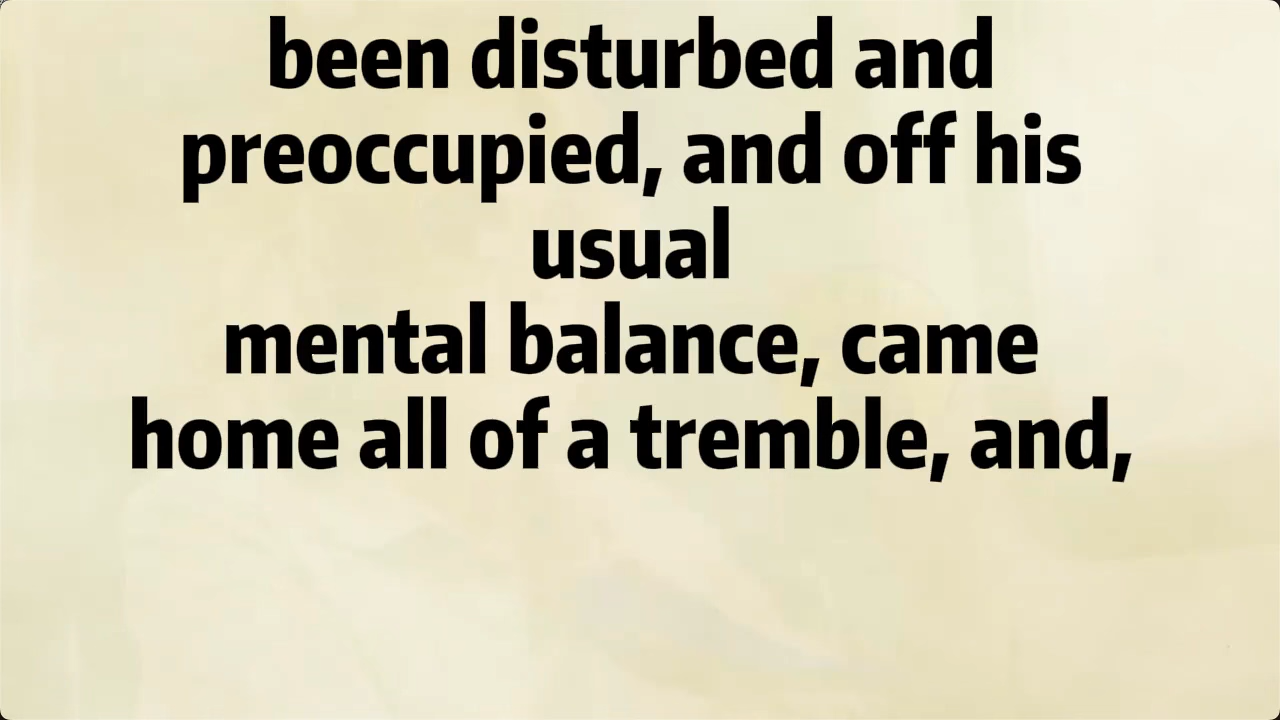 been disturbed and
preoccupied, and off his
usual
mental balance, came
home all of a tremble, and,